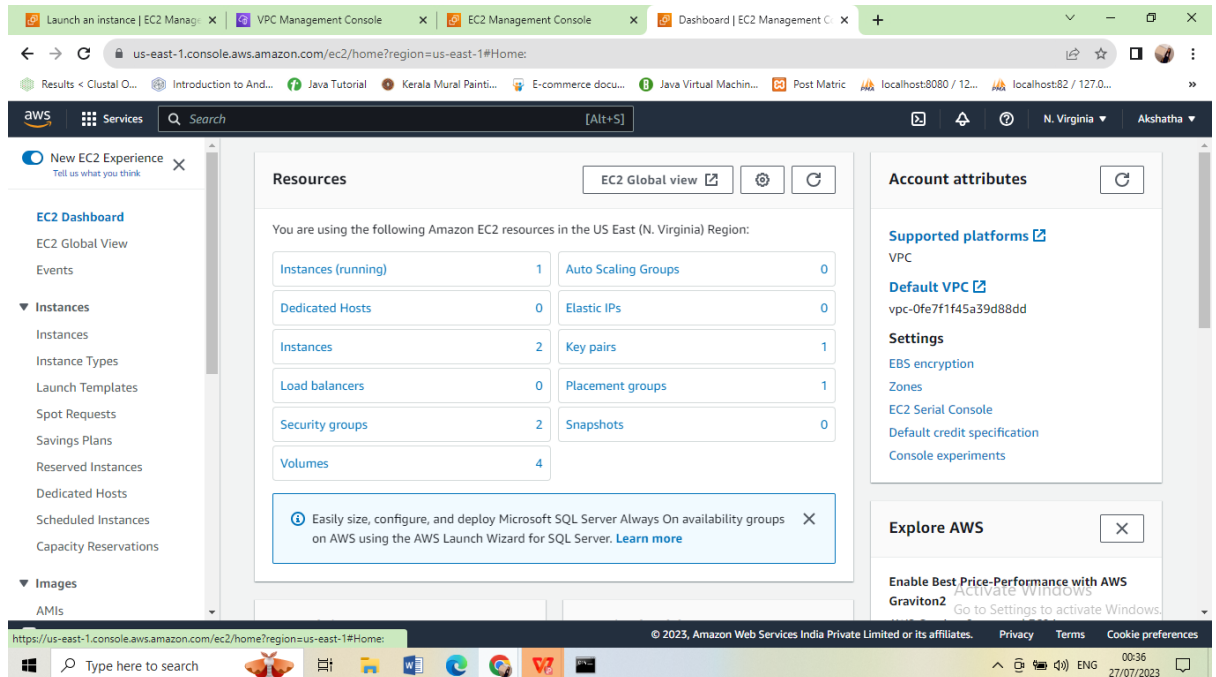 Launch an instance | EC2 Manage
VPC Management Console
EC2 Management Console
Dashboard | EC2 Management C
us-east-1.console.aws.amazon.com/ec2/home?region=us-east-1#Home:
Results < Clustal O...
Introduction to And...
Java Tutorial
Kerala Mural Painti...
E-commerce docu...
Java Virtual Machin...
Post Matric
localhost:8080 / 12...
localhost:82 / 127.0...
»
aws
Services
Search
[Alt+S]
N. Virginia
Akshatha
New EC2 Experience
Tell us what you think
EC2 Dashboard
EC2 Global View
Events
Instances
Instances
Instance Types
Launch Templates
Spot Requests
Savings Plans
Reserved Instances
Dedicated Hosts
Scheduled Instances
Capacity Reservations
Images
AMIs
Resources
EC2 Global view
You are using the following Amazon EC2 resources in the US East (N. Virginia) Region:
Instances (running) 1
Auto Scaling Groups 0
Dedicated Hosts 0
Elastic IPs 0
Instances 2
Key pairs 1
Load balancers 0
Placement groups 1
Security groups 2
Snapshots 0
Volumes 4
Easily size, configure, and deploy Microsoft SQL Server Always On availability groups
on AWS using the AWS Launch Wizard for SQL Server. Learn more
Account attributes
Supported platforms
VPC
Default VPC
vpc-0fe7f1f45a39d88dd
Settings
EBS encryption
Zones
EC2 Serial Console
Default credit specification
Console experiments
Explore AWS
Enable Best Price-Performance with AWS
Graviton2
Activate Windows
Go to Settings to activate Windows.
https://us-east-1.console.aws.amazon.com/ec2/home?region=us-east-1#Home:
© 2023, Amazon Web Services India Private Limited or its affiliates.
Privacy
Terms
Cookie preferences
Type here to search
ENG
00:36
27/07/2023